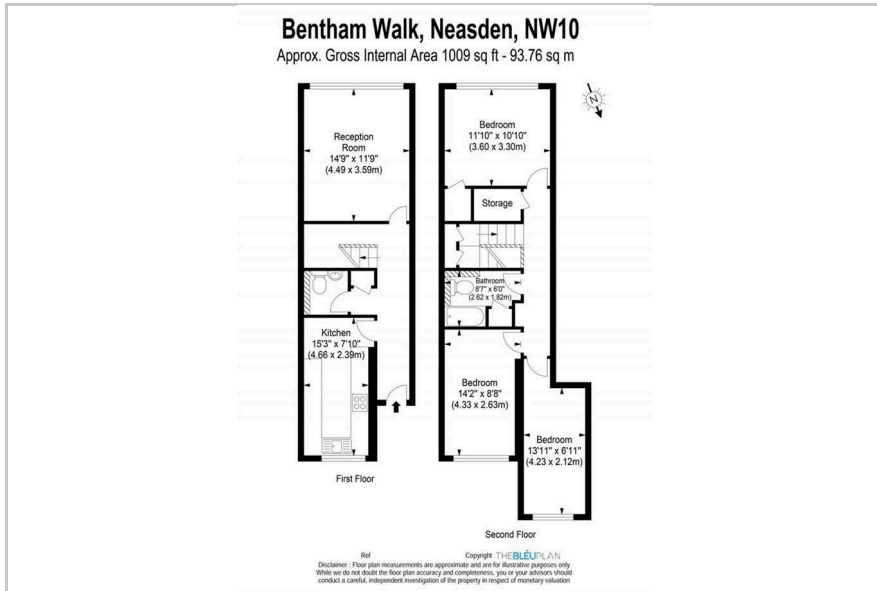 Bentham Walk, Neasden, NW10
Approx. Gross Internal Area 1009 sq ft - 93.76 sq m
N
Reception
Room
14'9" x 11'9"
(4.49 x 3.59m)
Kitchen
15'3" x 7'10"
(4.66 x 2.39m)
First Floor
Bedroom
11'10" x 10'10"
(3.60 x 3.30m)
Storage
Bathroom
8'7" x 6'0"
(2.62 x 1.82m)
Bedroom
14'2" x 8'8"
(4.33 x 2.63m)
Bedroom
13'11" x 6'11"
(4.23 x 2.12m)
Second Floor
Ref Copyright THEBLÉUPLAN
Disclaimer : Floor plan measurements are approximate and are for illustrative purposes only
While we do not doubt the floor plan accuracy and completeness, you or your advisors should
conduct a careful, independent investigation of the property in respect of monetary valuation